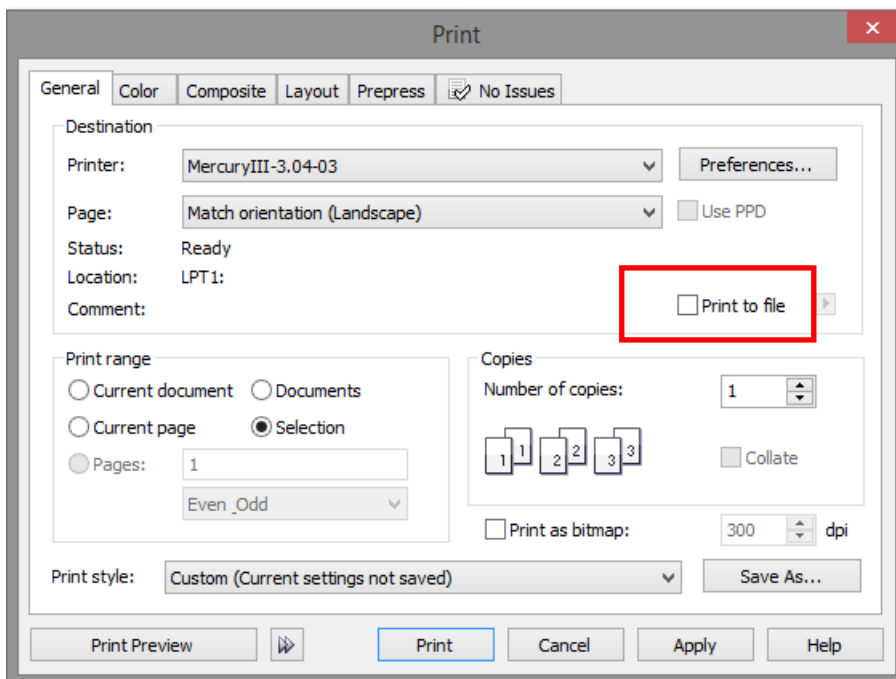 Print
General Color Composite Layout Prepress No Issues
Destination
Printer: MercuryIII-3.04-03 Preferences...
Page: Match orientation (Landscape) Use PPD
Status: Ready
Location: LPT1:
Comment: Print to file
Print range
Current document Documents
Current page Selection
Pages: 1
Even _Odd
Copies
Number of copies: 1
1 1 2 2 3 3
Collate
Print as bitmap: 300 dpi
Print style: Custom (Current settings not saved) Save As...
Print Preview Print Cancel Apply Help